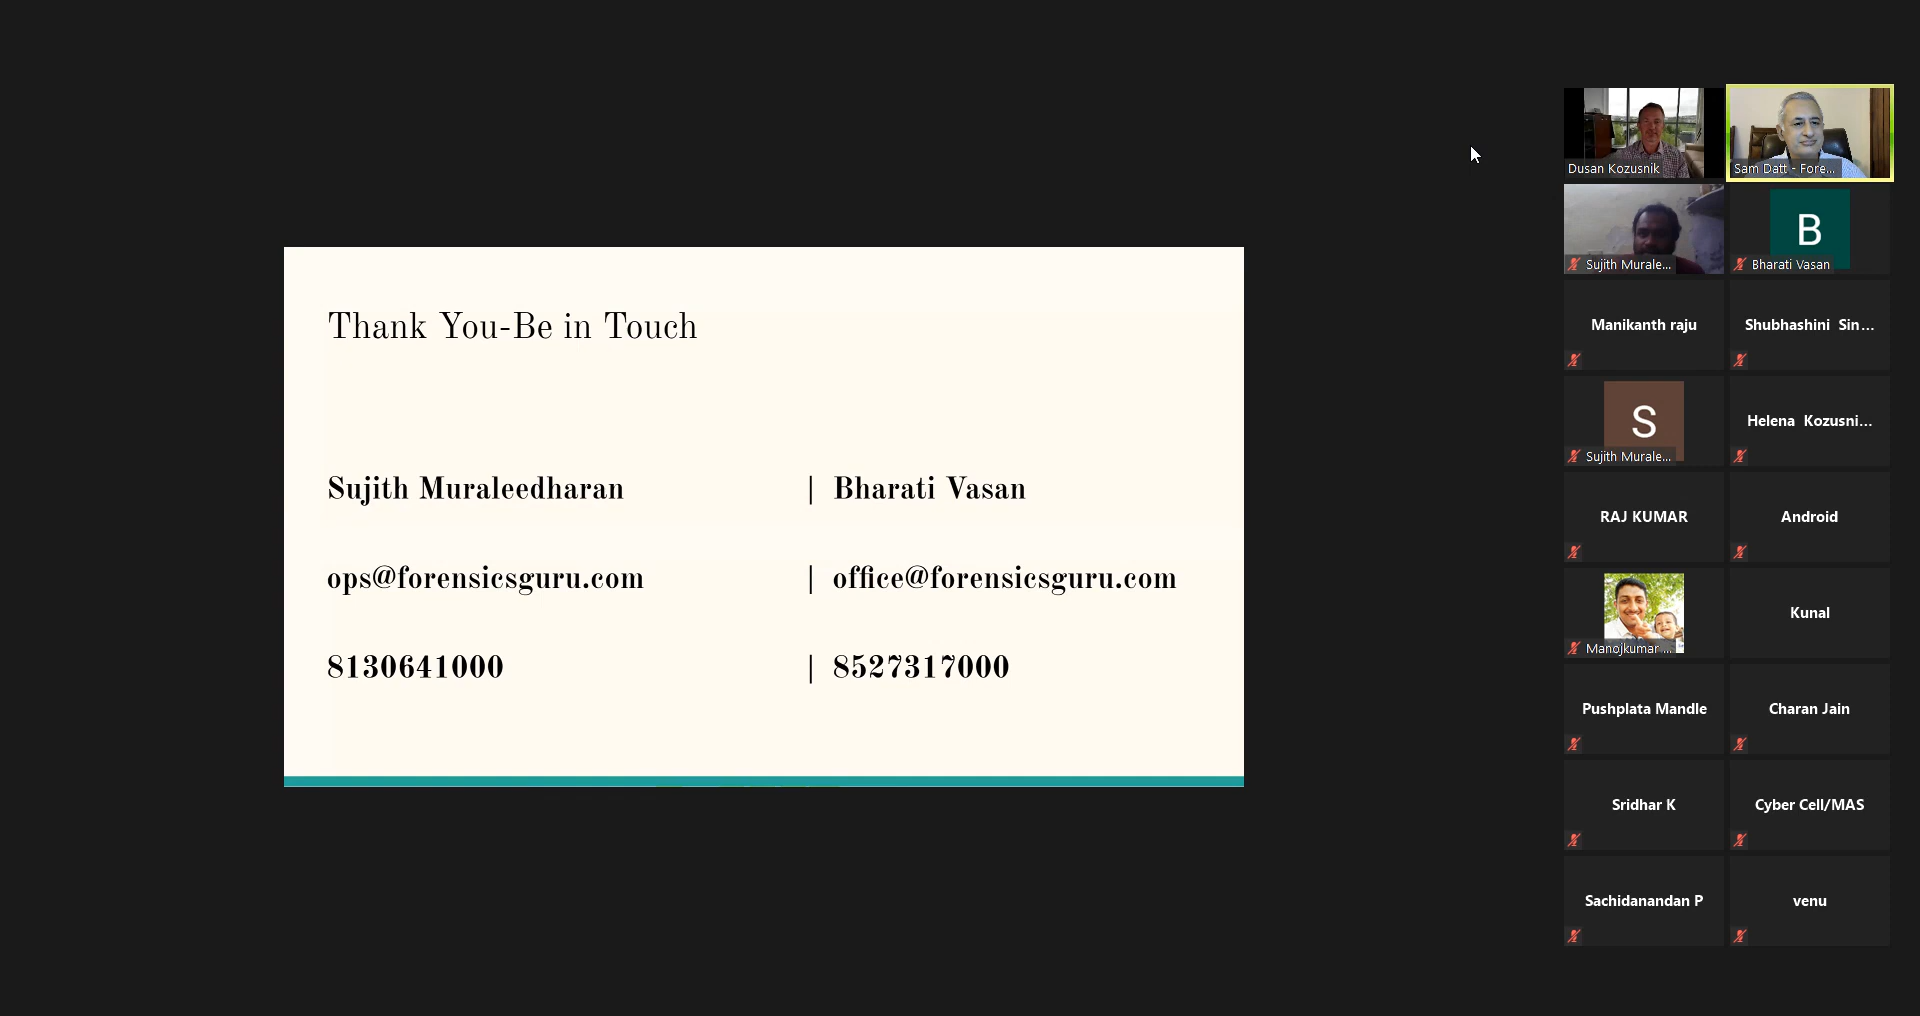 Thank You-Be in Touch
Sujith Muraleedharan | Bharati Vasan
ops@forensicsguru.com | office@forensicsguru.com
8130641000 | 8527317000
Dusan Kozusnik
Sam Datt - Fore...
Sujith Murale...
B
Bharati Vasan
Manikanth raju
Shubhashini Sin...
S
Sujith Murale...
Helena Kozusni...
RAJ KUMAR
Android
Manojkumar ...
Kunal
Pushplata Mandle
Charan Jain
Sridhar K
Cyber Cell/MAS
Sachidanandan P
venu